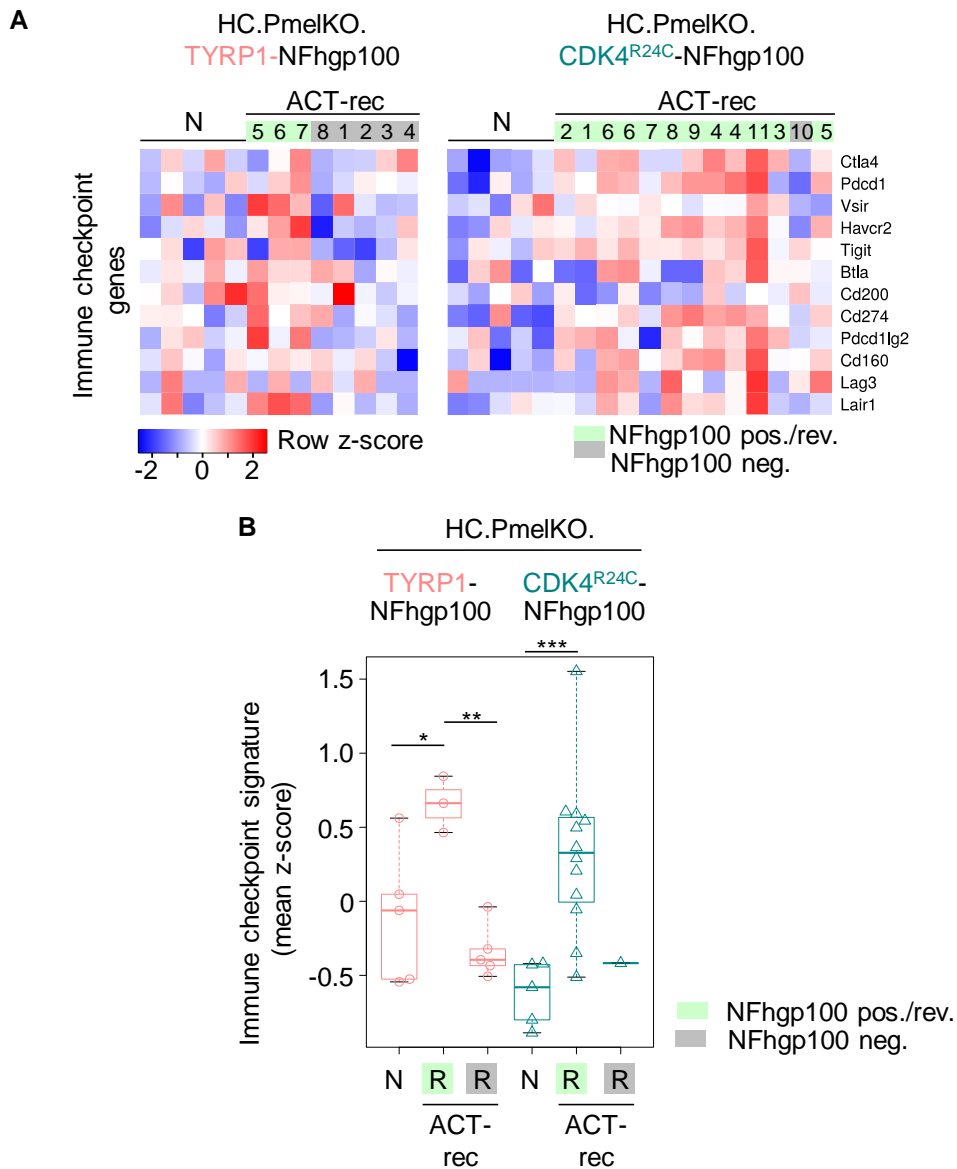 A
HC.PmelKO.
TYRP1-NFhgp100
HC.PmelKO.
CDK4R24C-NFhgp100
N
ACT-rec
5 6 7 8 1 2 3 4
N
ACT-rec
2 1 6 6 7 8 9 4 4 11 3 10 5
Immune checkpoint
genes
Ctla4
Pdcd1
Vsir
Havcr2
Tigit
Btla
Cd200
Cd274
Pdcd1lg2
Cd160
Lag3
Lair1
Row z-score
-2 0 2
NFhgp100 pos./rev.
NFhgp100 neg.
B
HC.PmelKO.
TYRP1-
NFhgp100
CDK4R24C-
NFhgp100
***
**
*
Immune checkpoint signature
(mean z-score)
1.5
1.0
0.5
0
-0.5
N R R N R R
ACT-
rec
ACT-
rec
NFhgp100 pos./rev.
NFhgp100 neg.